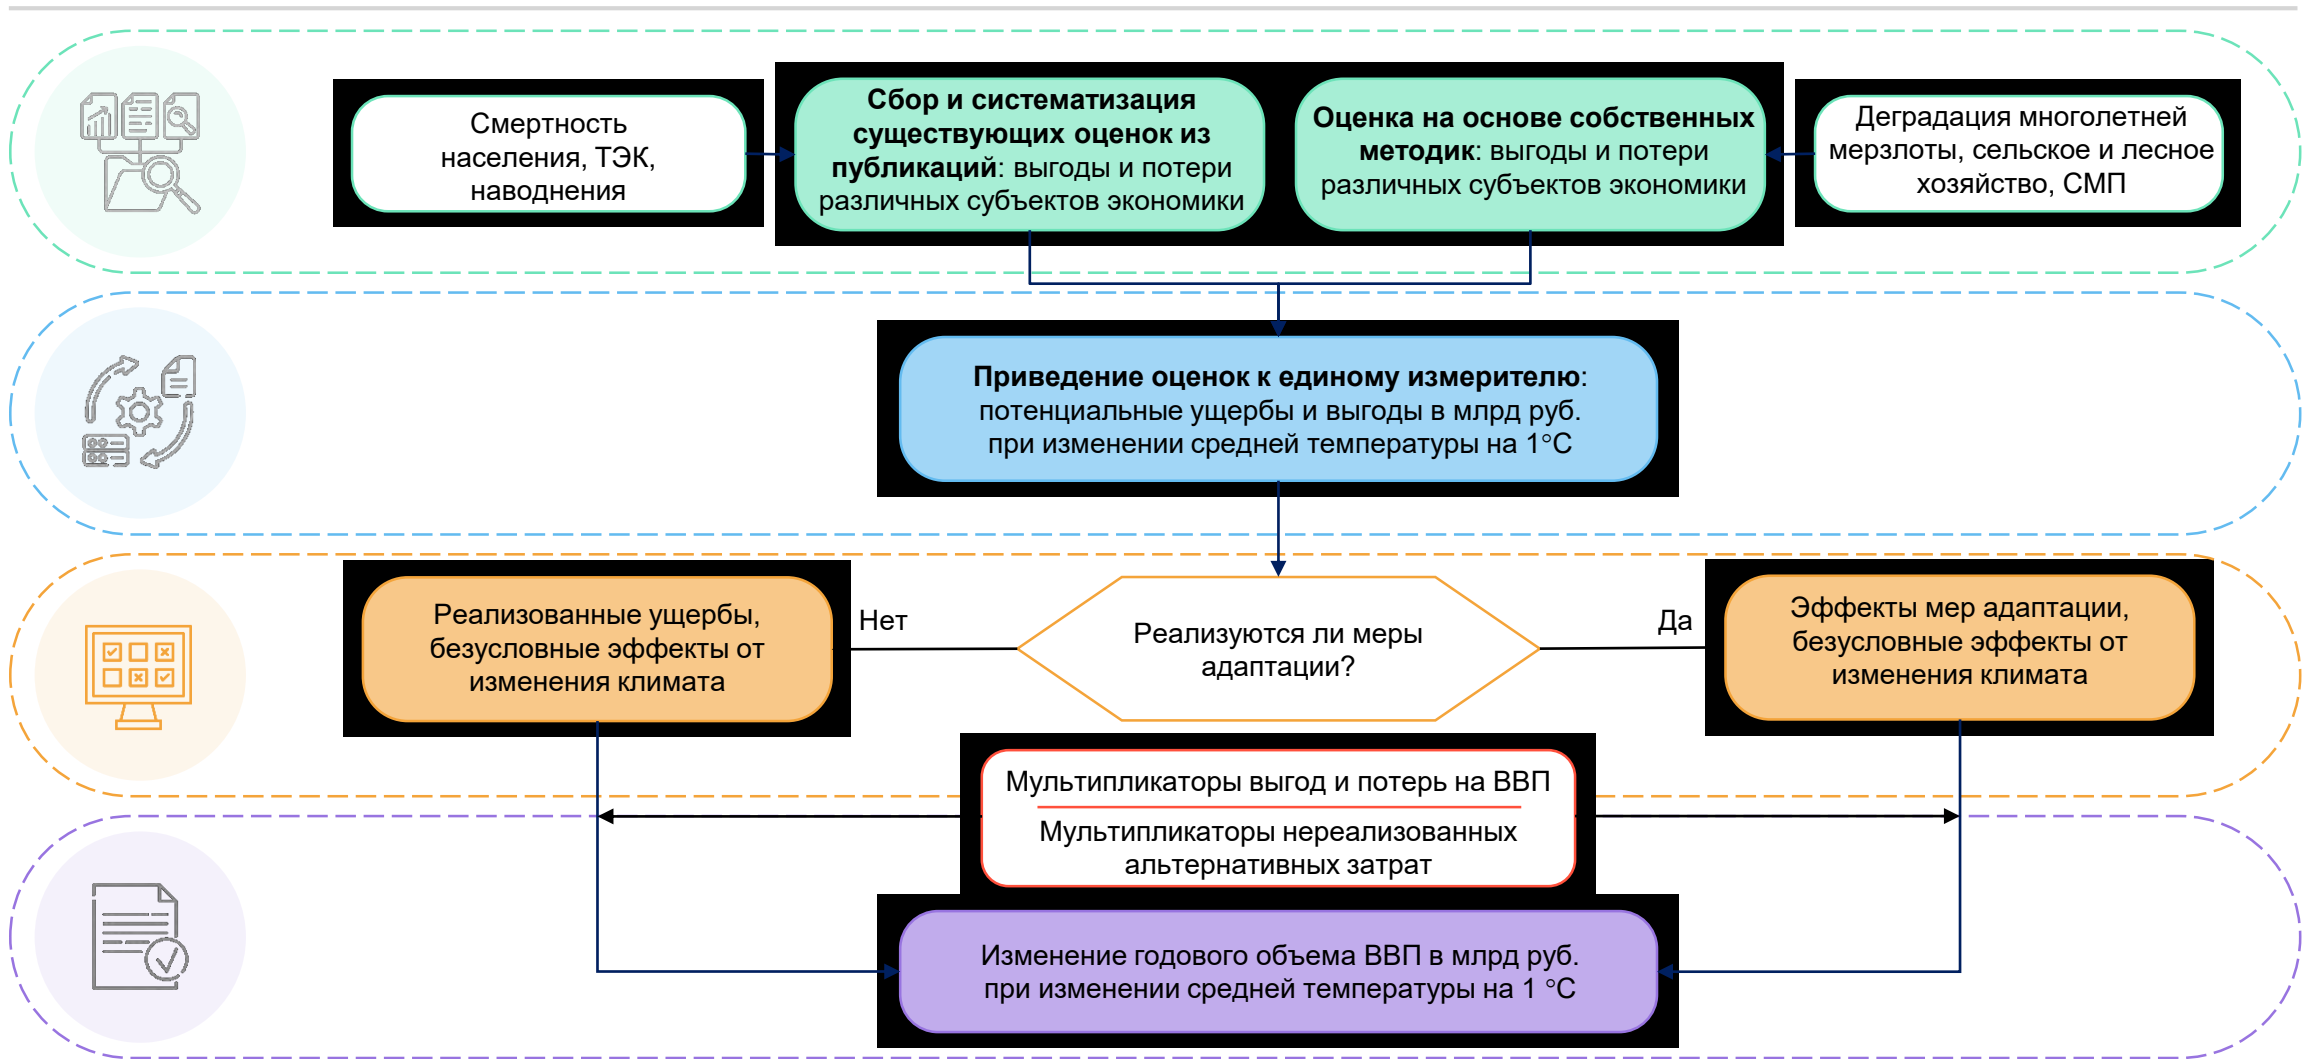 Смертность
населения, ТЭК,
наводнения
Сбор и систематизация
существующих оценок из
публикаций: выгоды и потери
различных субъектов экономики
Оценка на основе собственных
методик: выгоды и потери
различных субъектов экономики
Деградация многолетней
мерзлоты, сельское и лесное
хозяйство, СМП
Приведение оценок к единому измерителю:
потенциальные ущербы и выгоды в млрд руб.
при изменении средней температуры на 1°С
Реализованные ущербы,
безусловные эффекты от
изменения климата
Нет
Реализуются ли меры
адаптации?
Да
Эффекты мер адаптации,
безусловные эффекты от
изменения климата
Мультипликаторы выгод и потерь на ВВП
Мультипликаторы нереализованных
альтернативных затрат
Изменение годового объема ВВП в млрд руб.
при изменении средней температуры на 1 °С